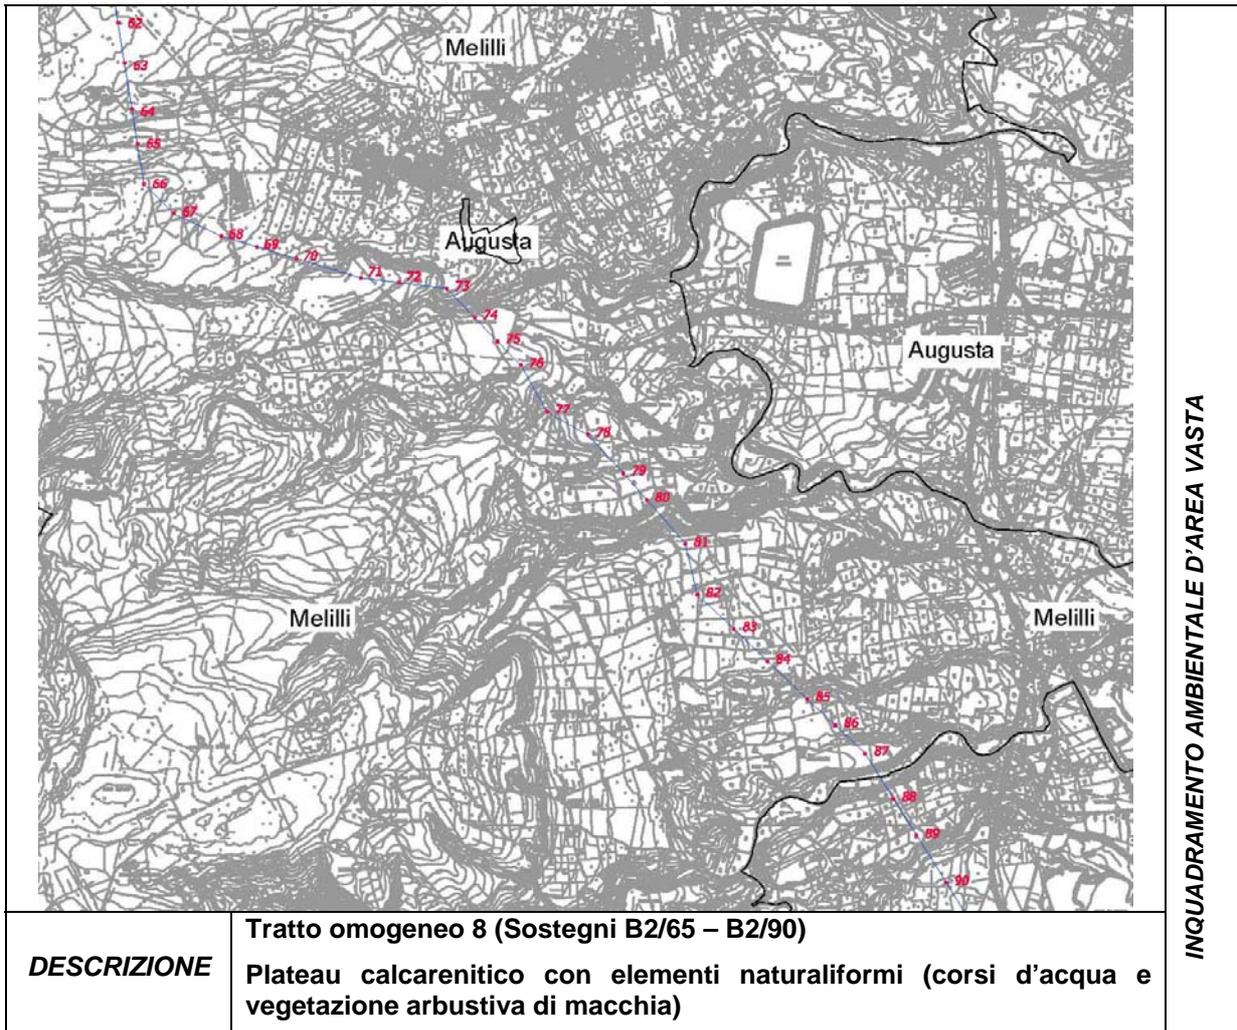 62
Melilli
63
64
65
66
67
68
69
Augusta
70
71
72
73
74
75
Augusta
76
77
78
79
80
81
82
83
Melilli
Melilli
84
85
86
87
88
89
90
INQUADRAMENTO AMBIENTALE D'AREA VASTA
DESCRIZIONE
Tratto omogeneo 8 (Sostegni B2/65 – B2/90)
Plateau calcarenitico con elementi naturaliformi (corsi d'acqua e
vegetazione arbustiva di macchia)